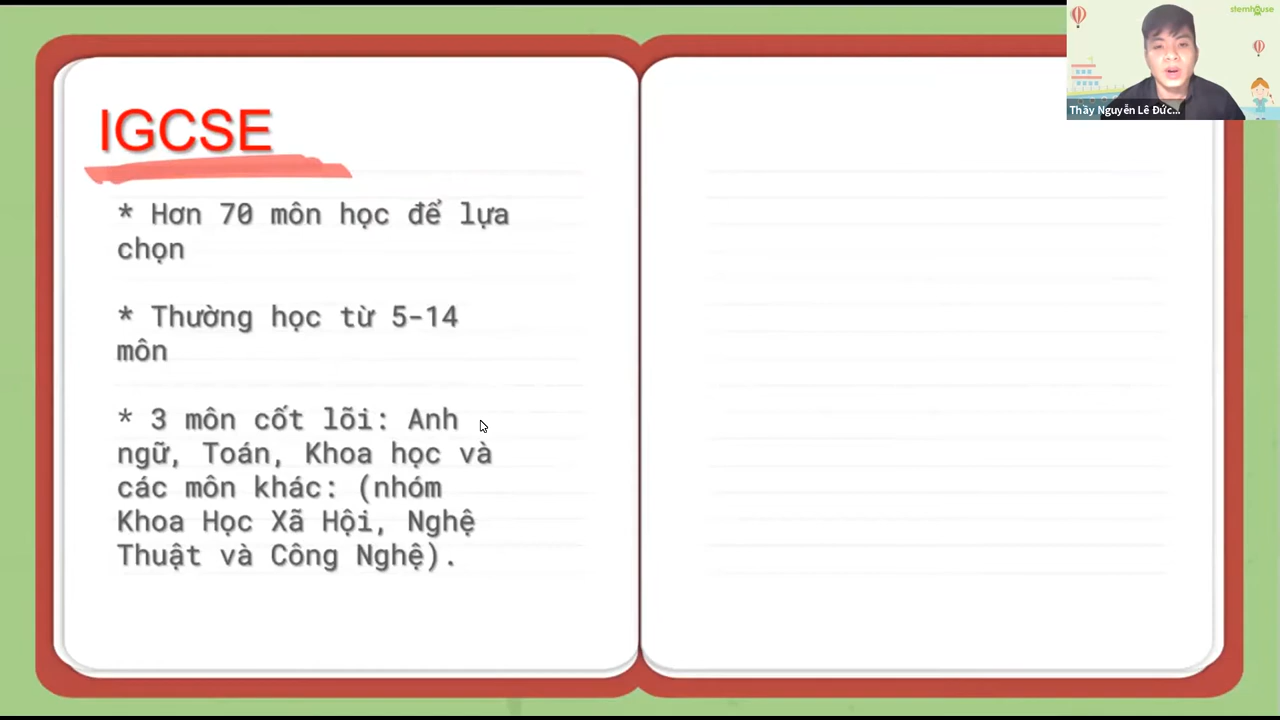 IGCSE
* Hơn 70 môn học để lựa
chọn
* Thường học từ 5-14
môn
* 3 môn cốt lõi: Anh
ngữ, Toán, Khoa học và
các môn khác: (nhóm
Khoa Học Xã Hội, Nghệ
Thuật và Công Nghệ).
stemhouse
Thầy Nguyễn Lê Đức...